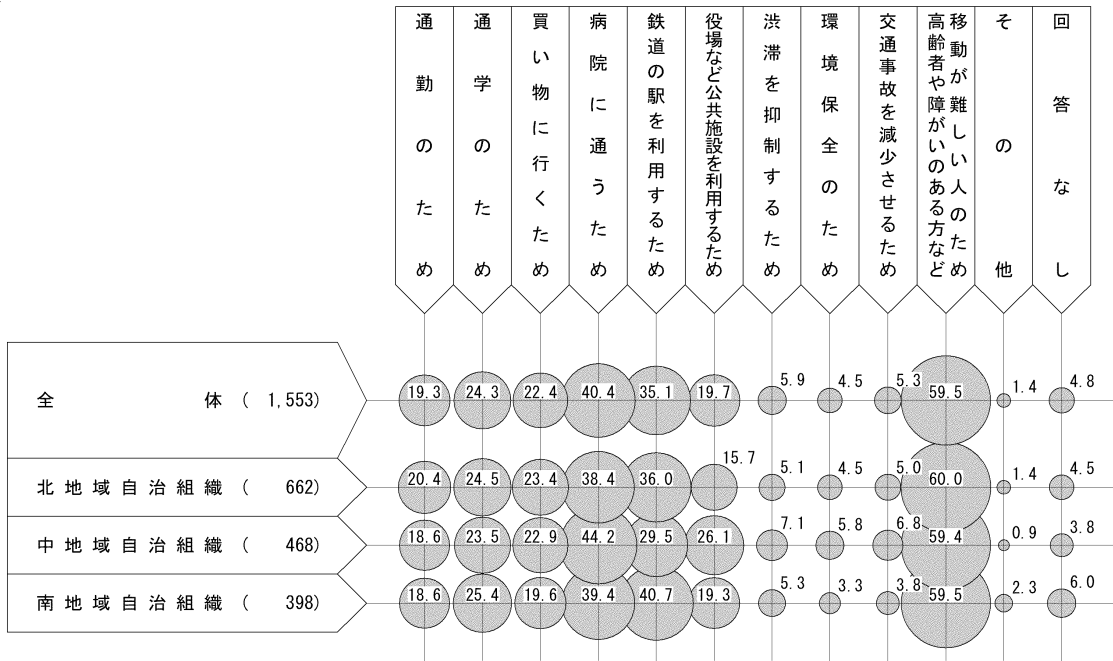 通勤のため
通学のため
買い物に行くため
病院に通うため
鉄道の駅を利用するため
役場など公共施設を利用するため
渋滞を抑制するため
環境保全のため
交通事故を減少させるため
移動が難しい人のため
高齢者や障がいのある方など
その他
回答なし
全体 ( 1,553)
19.3 24.3 22.4 40.4 35.1 19.7 5.9 4.5 5.3 59.5 1.4 4.8
北地域自治組織 ( 662)
20.4 24.5 23.4 38.4 36.0 15.7 5.1 4.5 5.0 60.0 1.4 4.5
中地域自治組織 ( 468)
18.6 23.5 22.9 44.2 29.5 26.1 7.1 5.8 6.8 59.4 0.9 3.8
南地域自治組織 ( 398)
18.6 25.4 19.6 39.4 40.7 19.3 5.3 3.3 3.8 59.5 2.3 6.0